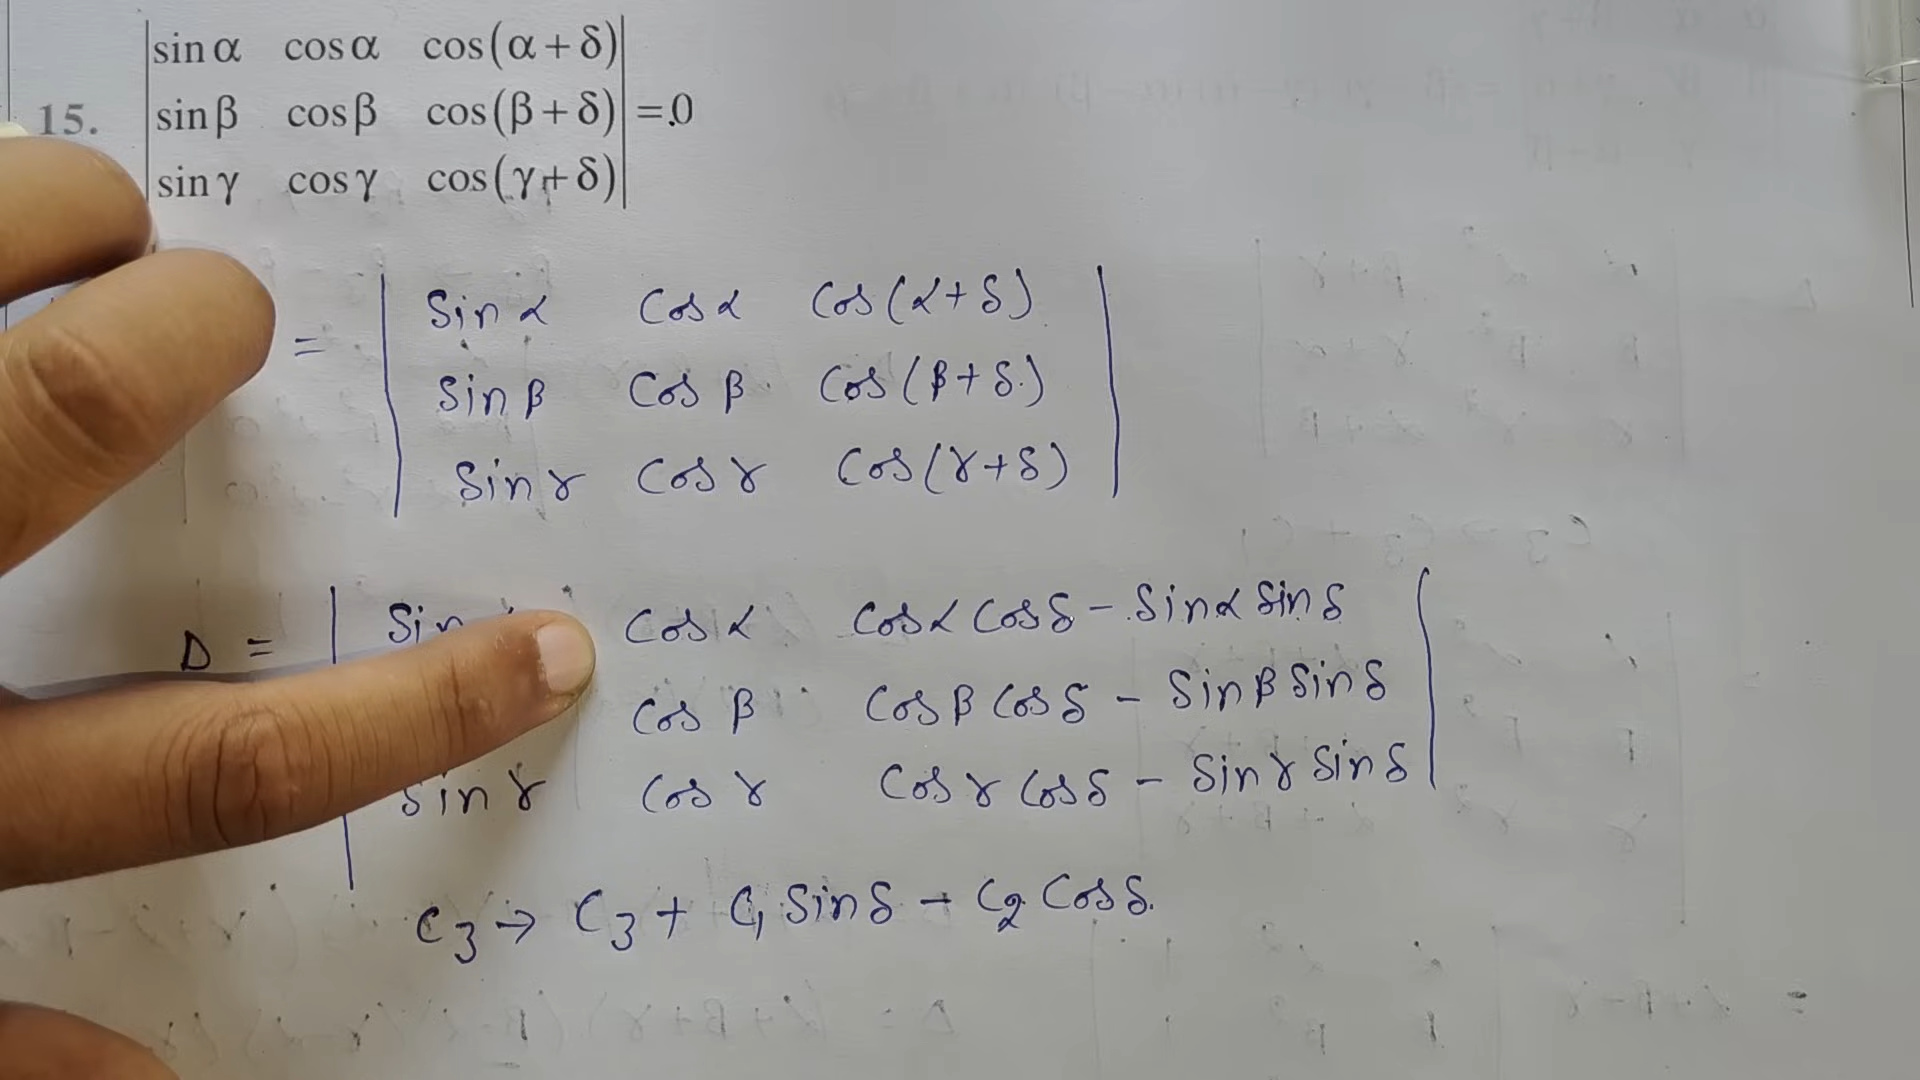 sin α cos α cos(α+δ)
15. sin β cos β cos(β+δ) =0
sin γ cos γ cos(γ+δ)
Sin α Cos α Cos (α+δ)
= Sin β Cos β Cos (β+δ)
Sin γ Cos γ Cos (γ+δ)
Sin Cos α Cos α Cos δ - Sin α Sin δ
D =
Cos β Cos β Cos δ - Sin β Sin δ
Sin γ Cos γ Cos γ Cos δ - Sin γ Sin δ
C3 → C3 + C1 Sin δ - C2 Cos δ.